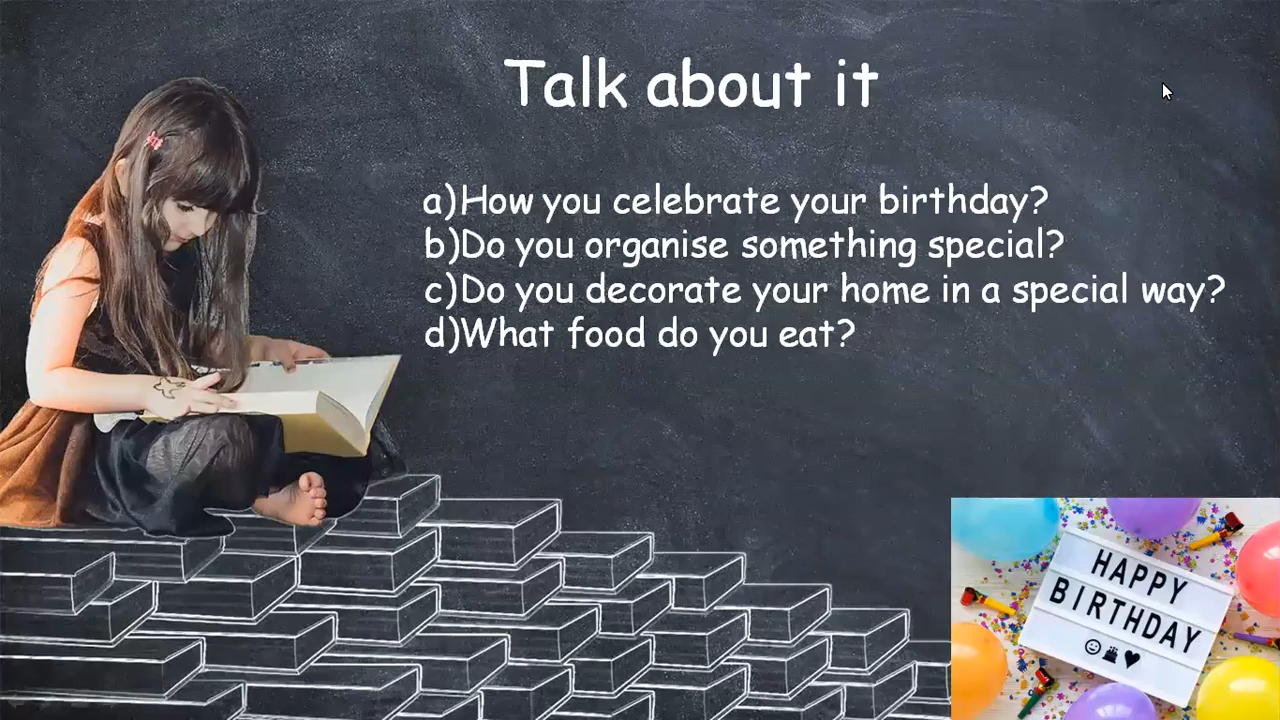 Talk about it
a)How you celebrate your birthday?
b)Do you organise something special?
c)Do you decorate your home in a special way?
d)What food do you eat?
HAPPY
BIRTHDAY